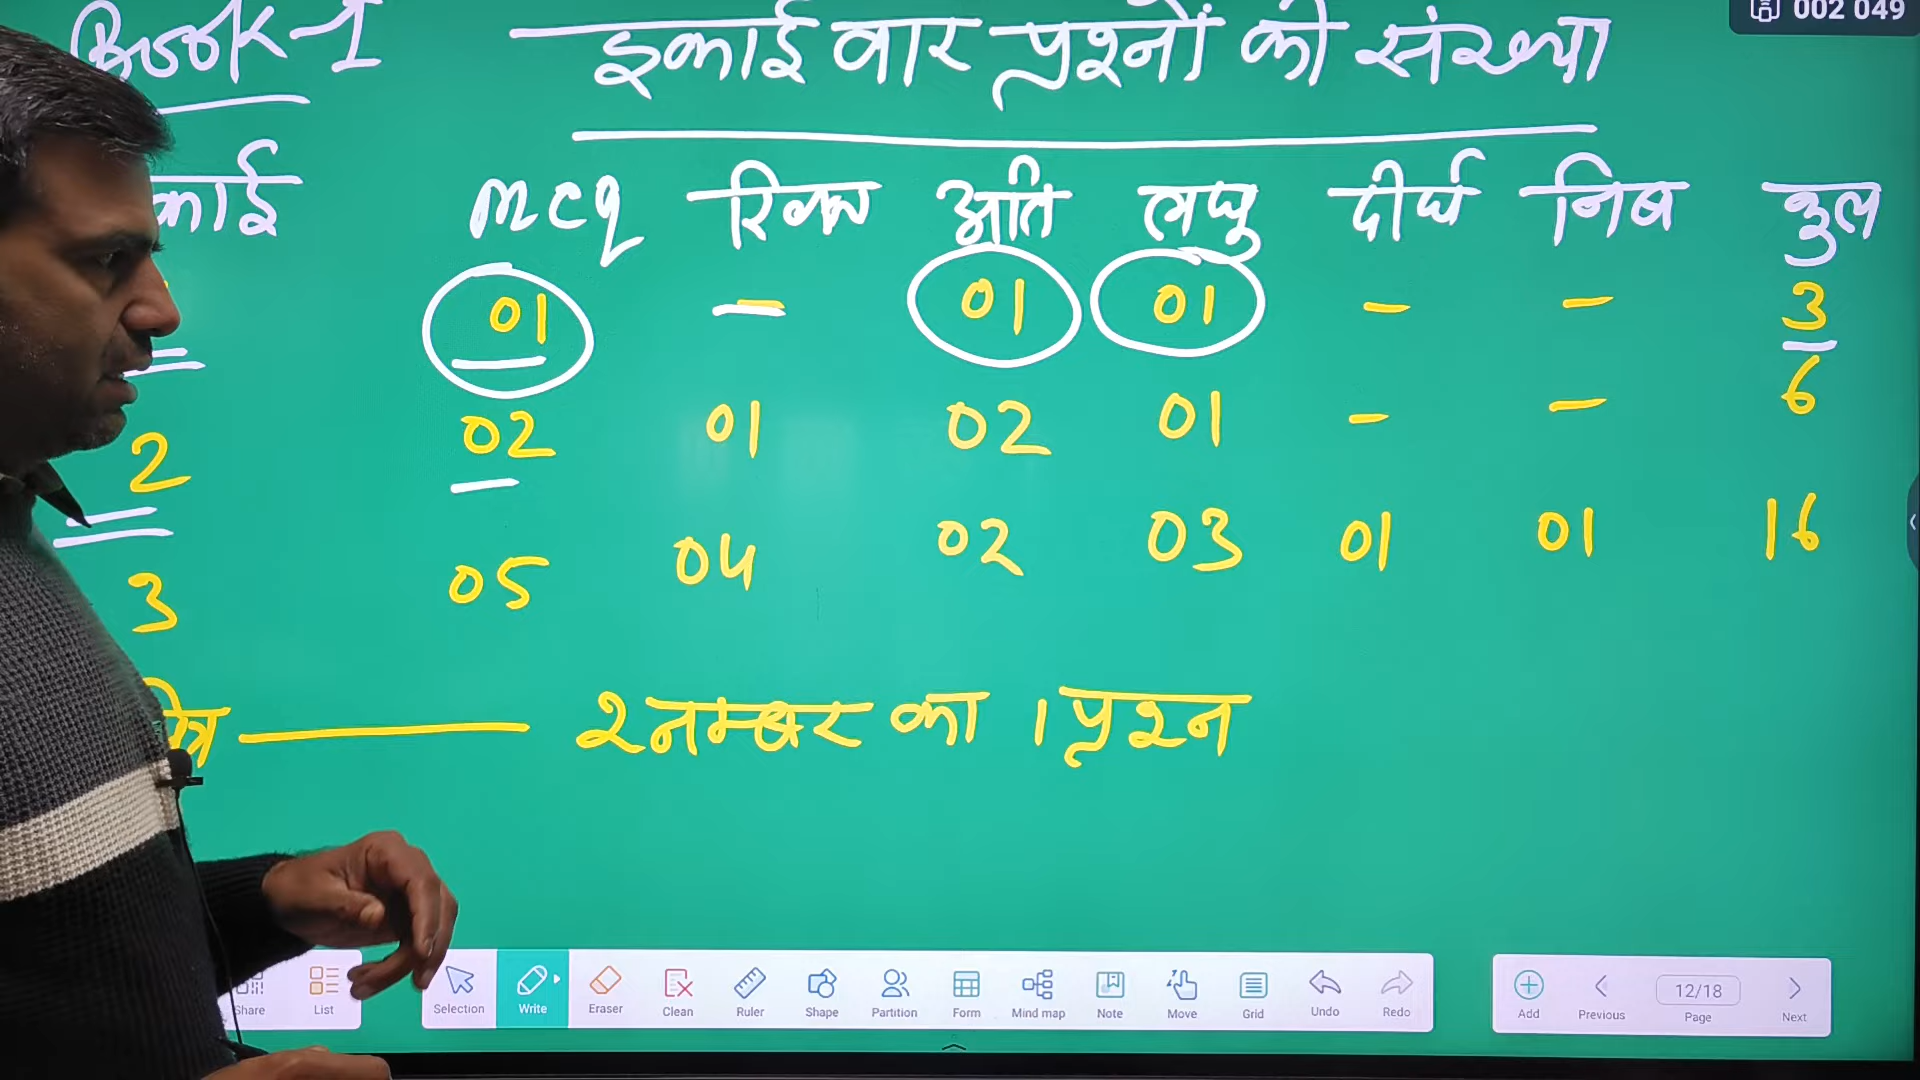 Book-1 इकाई वार प्रश्नों की संख्या
002 049
काई MCQ रिक्त अति लघु दीर्घ निब कुल
01 - 01 01 - - 3
2 02 01 02 01 - - 6
3 05 04 02 03 01 01 16
2 नम्बर का 1 प्रश्न
Share List Selection Write Eraser Clean Ruler Shape Partition Form Mind map Note Move Grid Undo Redo Add Previous 12/18 Page Next